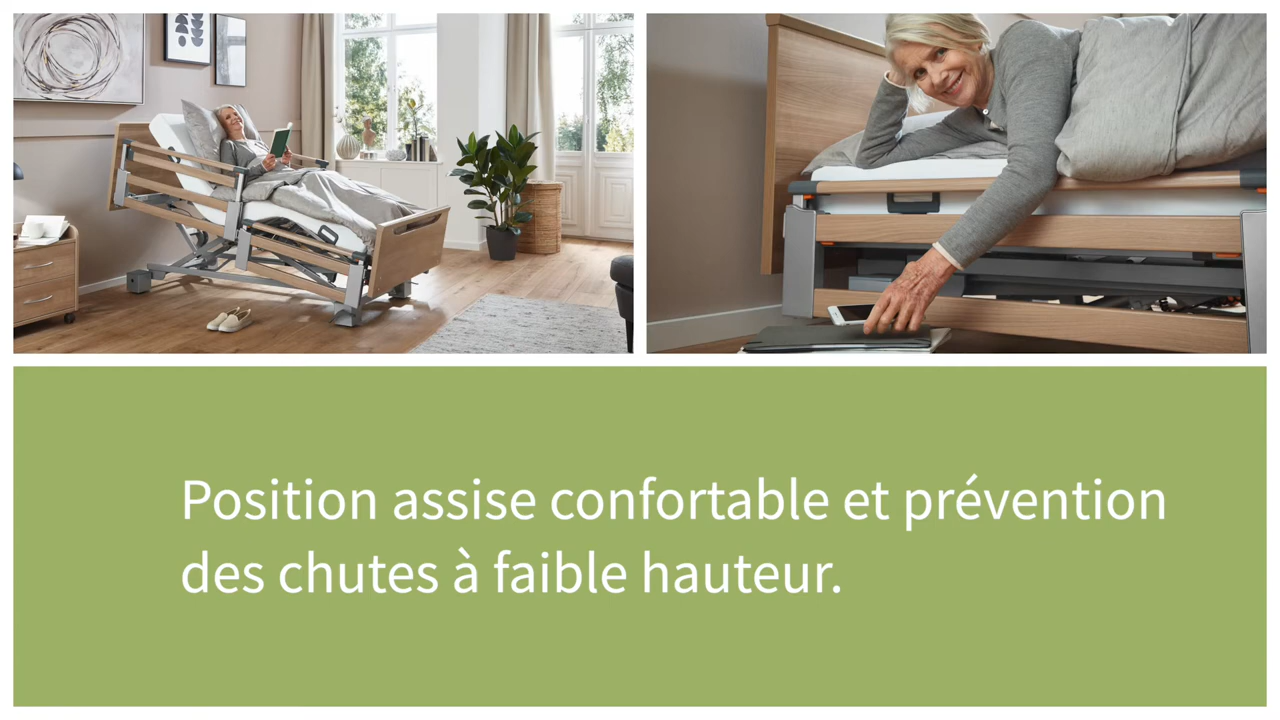 Position assise confortable et prévention
des chutes à faible hauteur.